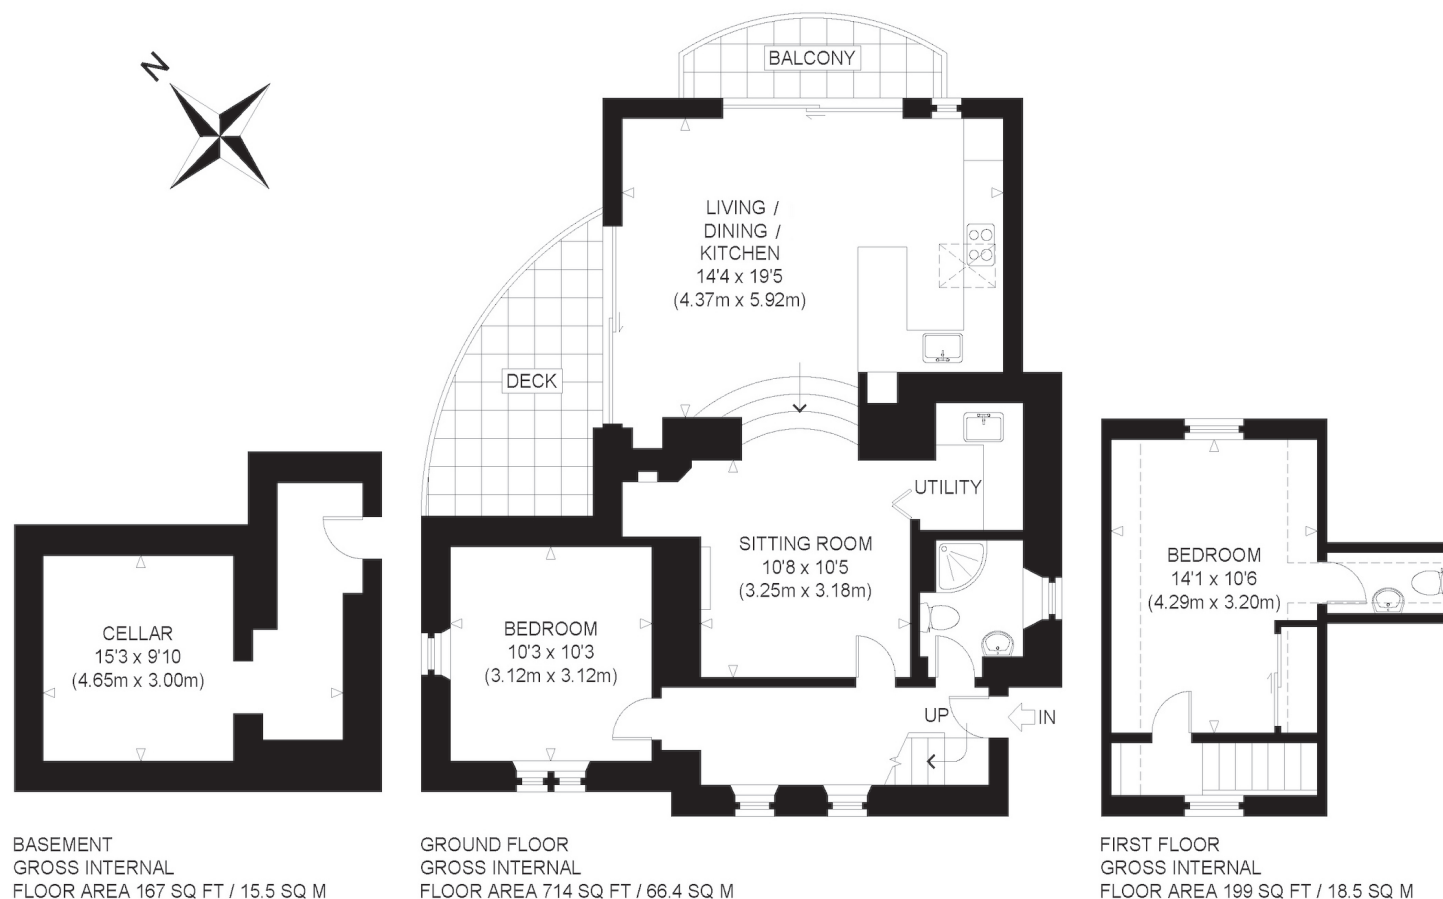 N
BALCONY
LIVING /
DINING /
KITCHEN
14'4 x 19'5
(4.37m x 5.92m)
DECK
UTILITY
SITTING ROOM
10'8 x 10'5
(3.25m x 3.18m)
BEDROOM
10'3 x 10'3
(3.12m x 3.12m)
UP
IN
CELLAR
15'3 x 9'10
(4.65m x 3.00m)
BEDROOM
14'1 x 10'6
(4.29m x 3.20m)
BASEMENT
GROSS INTERNAL
FLOOR AREA 167 SQ FT / 15.5 SQ M
GROUND FLOOR
GROSS INTERNAL
FLOOR AREA 714 SQ FT / 66.4 SQ M
FIRST FLOOR
GROSS INTERNAL
FLOOR AREA 199 SQ FT / 18.5 SQ M